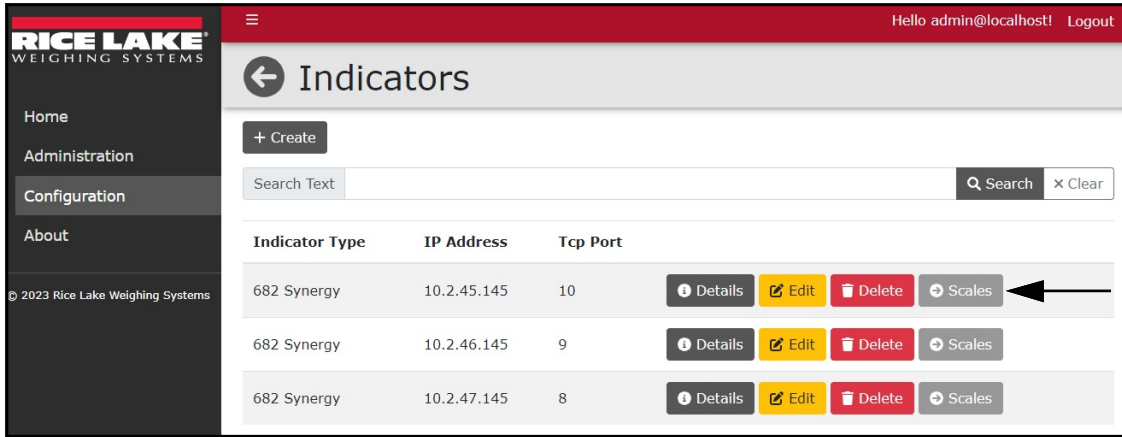 RICE LAKE®
WEIGHING SYSTEMS
Home
Administration
Configuration
About
© 2023 Rice Lake Weighing Systems
Hello admin@localhost! Logout
Indicators
+ Create
Search Text Search × Clear
Indicator Type IP Address Tcp Port
682 Synergy 10.2.45.145 10 Details Edit Delete Scales
682 Synergy 10.2.46.145 9 Details Edit Delete Scales
682 Synergy 10.2.47.145 8 Details Edit Delete Scales